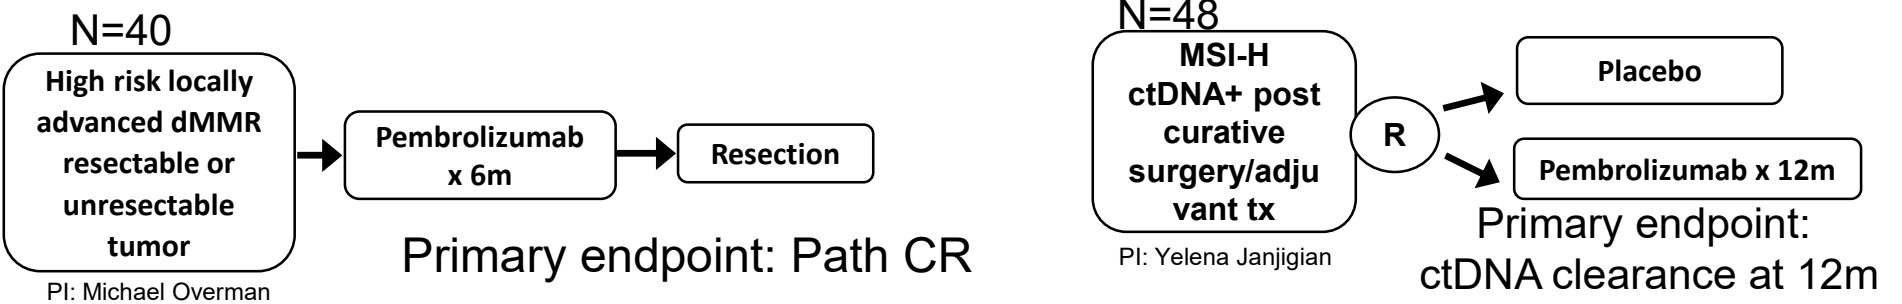 N=40
High risk locally
advanced dMMR
resectable or
unresectable
tumor
Pembrolizumab
x 6m
Resection
Primary endpoint: Path CR
PI: Michael Overman
N=48
MSI-H
ctDNA+ post
curative
surgery/adju
vant tx
R
Placebo
Pembrolizumab x 12m
PI: Yelena Janjigian
Primary endpoint:
ctDNA clearance at 12m